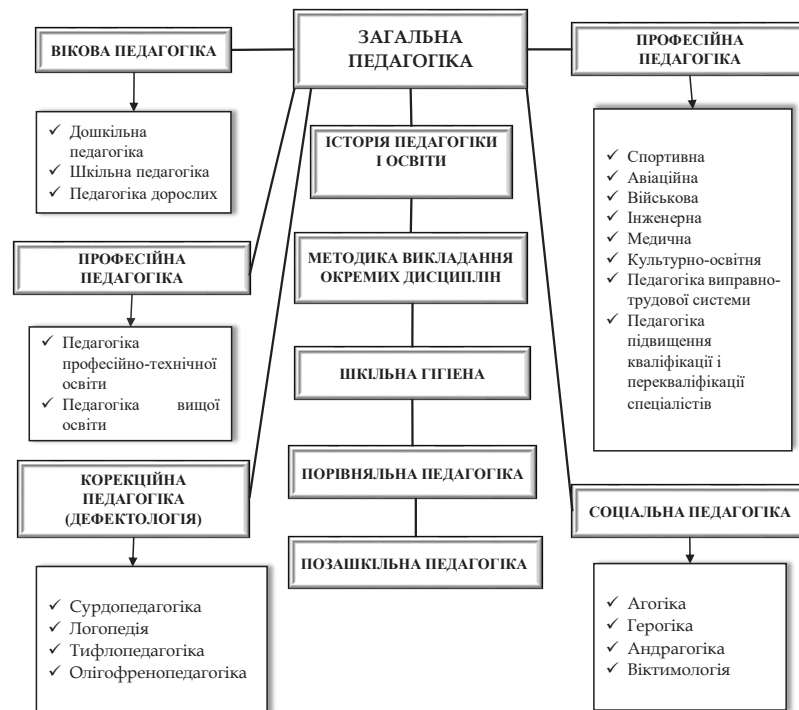 ЗАГАЛЬНА
ПЕДАГОГІКА
ВІКОВА ПЕДАГОГІКА
✓ Дошкільна
педагогіка
✓ Шкільна педагогіка
✓ Педагогіка дорослих
ПРОФЕСІЙНА
ПЕДАГОГІКА
✓ Педагогіка
професійно-технічної
освіти
✓ Педагогіка вищої
освіти
КОРЕКЦІЙНА
ПЕДАГОГІКА
(ДЕФЕКТОЛОГІЯ)
✓ Сурдопедагогіка
✓ Логопедія
✓ Тифлопедагогіка
✓ Олігофренопедагогіка
ІСТОРІЯ ПЕДАГОГІКИ
І ОСВІТИ
МЕТОДИКА ВИКЛАДАННЯ
ОКРЕМИХ ДИСЦИПЛІН
ШКІЛЬНА ГІГІЕНА
ПОРІВНЯЛЬНА ПЕДАГОГІКА
ПОЗАШКІЛЬНА ПЕДАГОГІКА
ПРОФЕСІЙНА
ПЕДАГОГІКА
✓ Спортивна
✓ Авіаційна
✓ Військова
✓ Інженерна
✓ Медична
✓ Культурно-освітня
✓ Педагогіка виправно-
трудової системи
✓ Педагогіка
підвищення
кваліфікації і
перекваліфікації
спеціалістів
СОЦІАЛЬНА ПЕДАГОГІКА
✓ Агогіка
✓ Герогіка
✓ Андрагогіка
✓ Віктимологія